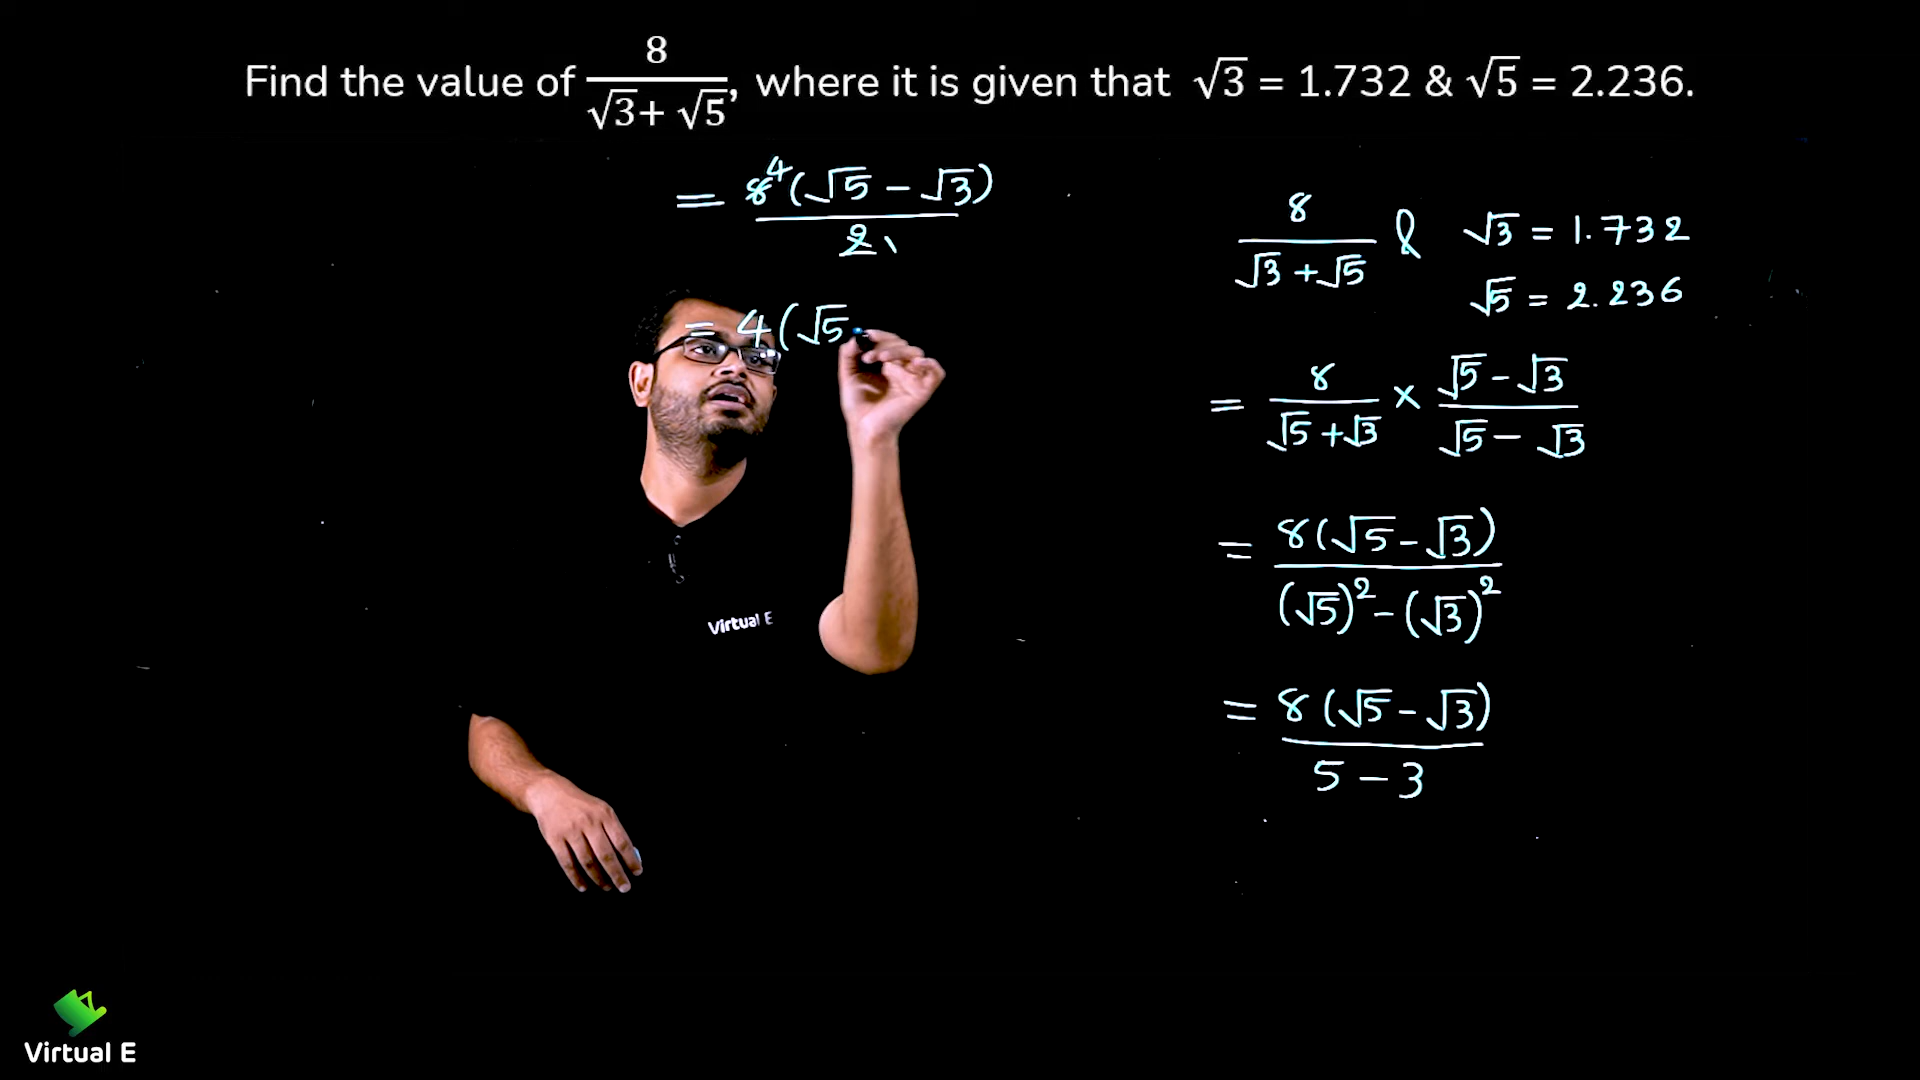 Find the value of 8/(√3+ √5), where it is given that √3 = 1.732 & √5 = 2.236.
8/(√3+√5) & √3 = 1.732
√5 = 2.236
= 8/(√5+√3) × (√5-√3)/(√5-√3)
= 8(√5-√3)/((√5)²-(√3)²)
= 8(√5-√3)/(5-3)
= 8⁴(√5-√3)/2₁
= 4(√5
Virtual E
Virtual E